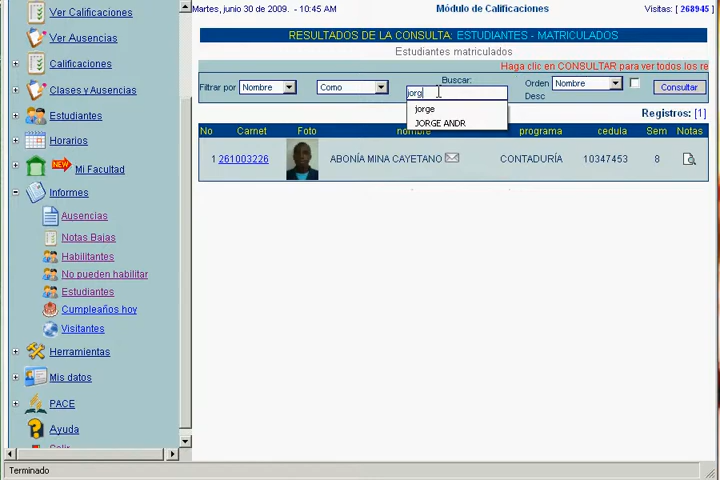 Ver Calificaciones
Ver Ausencias
Calificaciones
Clases y Ausencias
Estudiantes
Horarios
NEW Mi Facultad
Informes
Ausencias
Notas Bajas
Habilitantes
No pueden habilitar
Estudiantes
Cumpleaños hoy
Visitantes
Herramientas
Mis datos
PACE
Ayuda
Martes, junio 30 de 2009. - 10:45 AM Módulo de Calificaciones Visitas: [ 268945 ]
RESULTADOS DE LA CONSULTA: ESTUDIANTES - MATRICULADOS
Estudiantes matriculados
Haga clic en CONSULTAR para ver todos los re
Filtrar por Nombre Como Buscar: jorg Orden Nombre Desc Consultar
jorge
JORGE ANDR
Registros: [1]
No Carnet Foto nombre programa cedula Sem Notas
1 261003226 ABONÍA MINA CAYETANO CONTADURÍA 10347453 8
Terminado